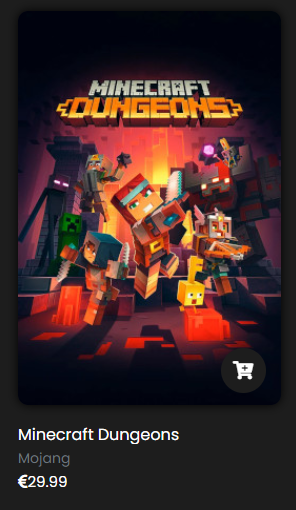 MINECRAFT
DUNGEONS
Minecraft Dungeons
Mojang
€29.99